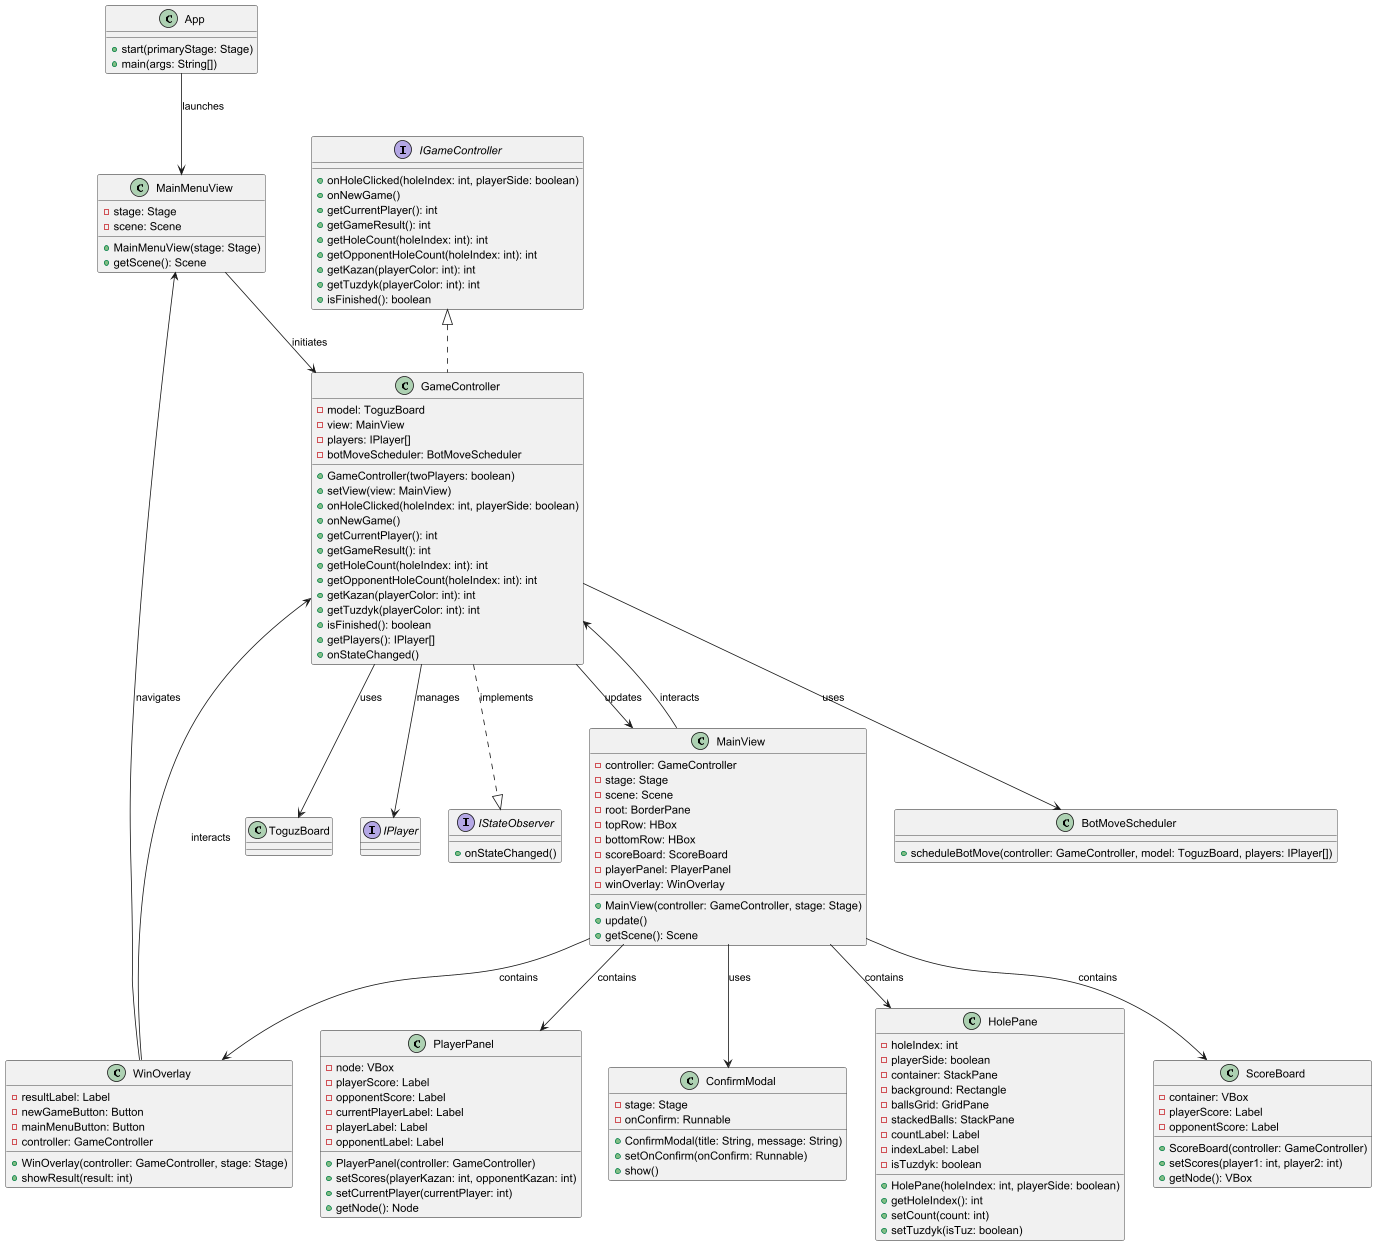 C App
start(primaryStage: Stage)
main(args: String[])
launches
C MainMenuView
stage: Stage
scene: Scene
MainMenuView(stage: Stage)
getScene(): Scene
I IGameController
onHoleClicked(holeIndex: int, playerSide: boolean)
onNewGame()
getCurrentPlayer(): int
getGameResult(): int
getHoleCount(holeIndex: int): int
getOpponentHoleCount(holeIndex: int): int
getKazan(playerColor: int): int
getTuzdyk(playerColor: int): int
isFinished(): boolean
initiates
C GameController
model: ToguzBoard
view: MainView
players: IPlayer[]
botMoveScheduler: BotMoveScheduler
GameController(twoPlayers: boolean)
setView(view: MainView)
onHoleClicked(holeIndex: int, playerSide: boolean)
onNewGame()
getCurrentPlayer(): int
getGameResult(): int
getHoleCount(holeIndex: int): int
getOpponentHoleCount(holeIndex: int): int
getKazan(playerColor: int): int
getTuzdyk(playerColor: int): int
isFinished(): boolean
getPlayers(): IPlayer[]
onStateChanged()
navigates
uses
manages
implements
updates
interacts
uses
interacts
C ToguzBoard
I IPlayer
I IStateObserver
onStateChanged()
C MainView
controller: GameController
stage: Stage
scene: Scene
root: BorderPane
topRow: HBox
bottomRow: HBox
scoreBoard: ScoreBoard
playerPanel: PlayerPanel
winOverlay: WinOverlay
MainView(controller: GameController, stage: Stage)
update()
getScene(): Scene
C BotMoveScheduler
scheduleBotMove(controller: GameController, model: ToguzBoard, players: IPlayer[])
contains
contains
uses
contains
contains
C WinOverlay
resultLabel: Label
newGameButton: Button
mainMenuButton: Button
controller: GameController
WinOverlay(controller: GameController, stage: Stage)
showResult(result: int)
C PlayerPanel
node: VBox
playerScore: Label
opponentScore: Label
currentPlayerLabel: Label
playerLabel: Label
opponentLabel: Label
PlayerPanel(controller: GameController)
setScores(playerKazan: int, opponentKazan: int)
setCurrentPlayer(currentPlayer: int)
getNode(): Node
C ConfirmModal
stage: Stage
onConfirm: Runnable
ConfirmModal(title: String, message: String)
setOnConfirm(onConfirm: Runnable)
show()
C HolePane
holeIndex: int
playerSide: boolean
container: StackPane
background: Rectangle
ballsGrid: GridPane
stackedBalls: StackPane
countLabel: Label
indexLabel: Label
isTuzdyk: boolean
HolePane(holeIndex: int, playerSide: boolean)
getHoleIndex(): int
setCount(count: int)
setTuzdyk(isTuz: boolean)
C ScoreBoard
container: VBox
playerScore: Label
opponentScore: Label
ScoreBoard(controller: GameController)
setScores(player1: int, player2: int)
getNode(): VBox